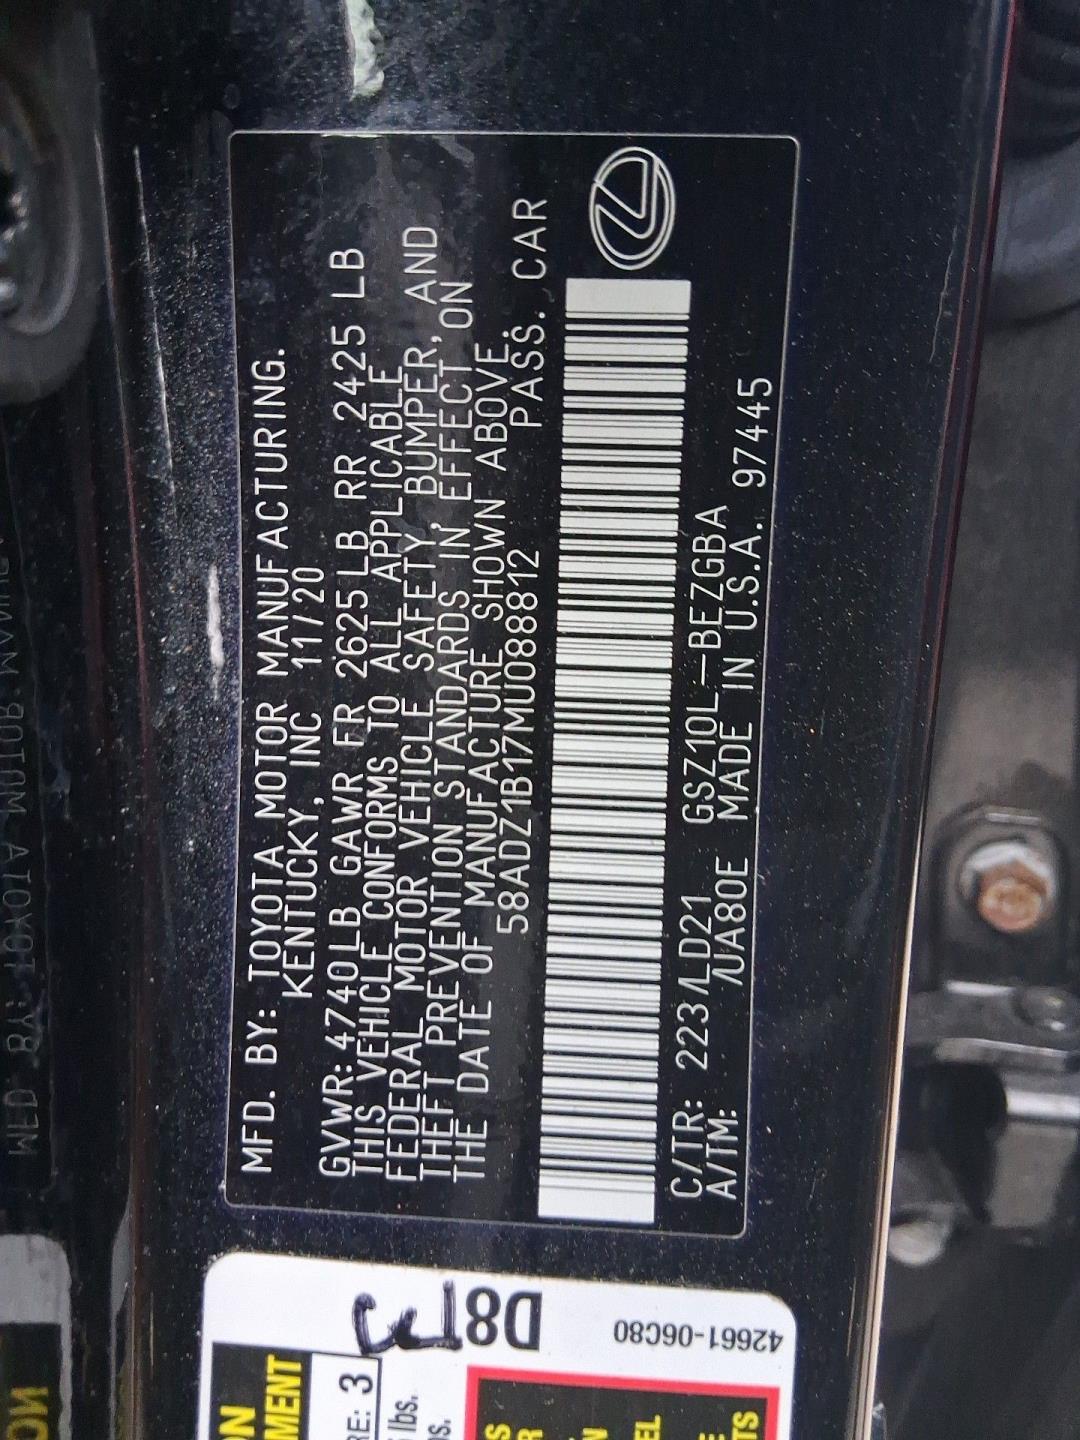 MFD. BY: TOYOTA MOTOR MANUFACTURING.
KENTUCKY, INC 11/20
GVWR: 4740LB GAWR FR 2625LB RR 2425 LB
THIS VEHICLE CONFORMS TO ALL APPLICABLE
FEDERAL MOTOR VEHICLE SAFETY, BUMPER, AND
THEFT PREVENTION STANDARDS IN EFFECT ON
THE DATE OF MANUFACTURE SHOWN ABOVE.
58ADZ1B17MU088812 PASS. CAR
C/TR: 223/LD21 GSZ10L-BEZGBA
A/TM: /UA80E MADE IN U.S.A. 97445
D8
42661-06C80
MENT
3
lbs.